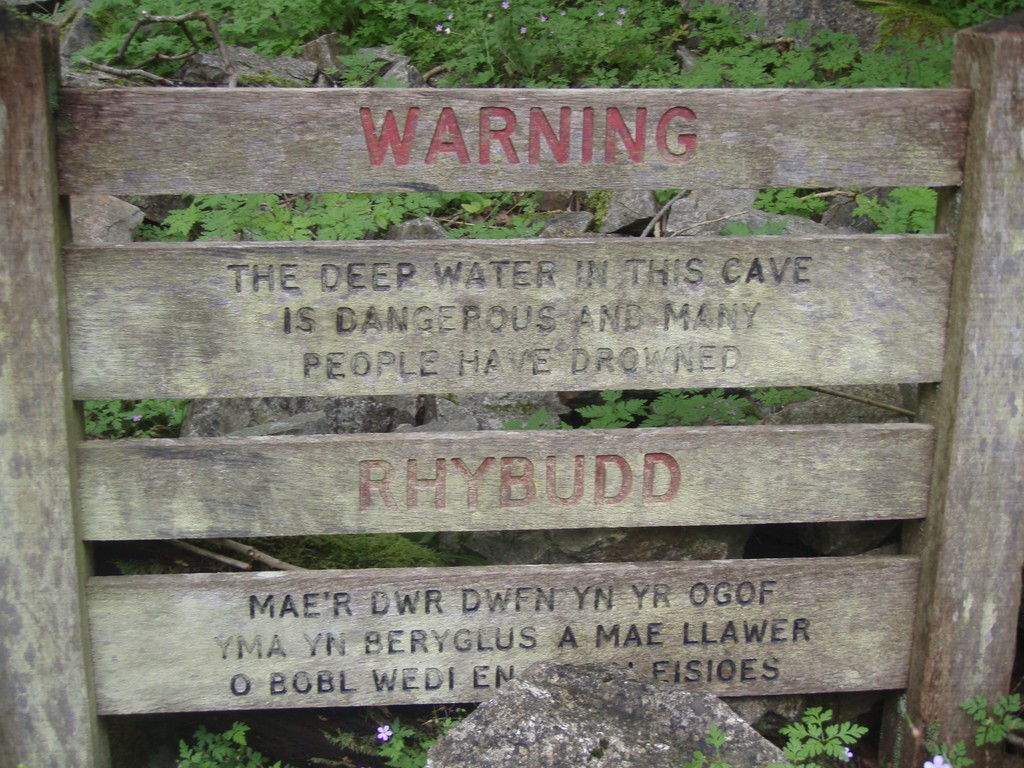 WARNING
THE DEEP WATER IN THIS CAVE
IS DANGEROUS AND MANY
PEOPLE HAVE DROWNED
RHYBUDD
MAE'R DWR DWFN YN YR OGOF
YMA YN BERYGLUS A MAE LLAWER
O BOBL WEDI EISIOES